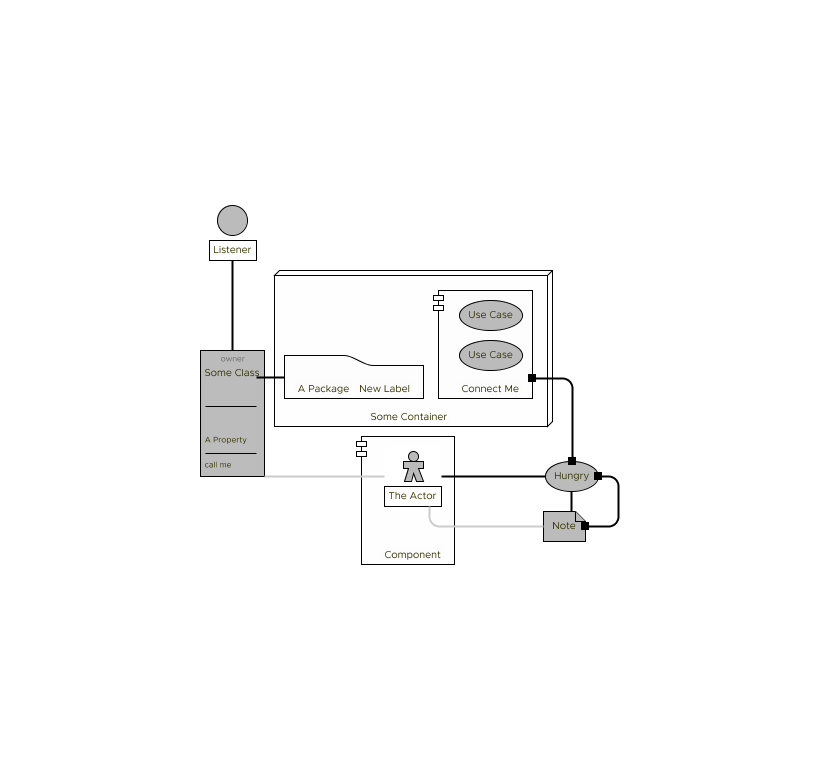 Listener
owner
Some Class
A Property
call me
Use Case
Use Case
A Package
New Label
Connect Me
Some Container
The Actor
Component
Hungry
Note